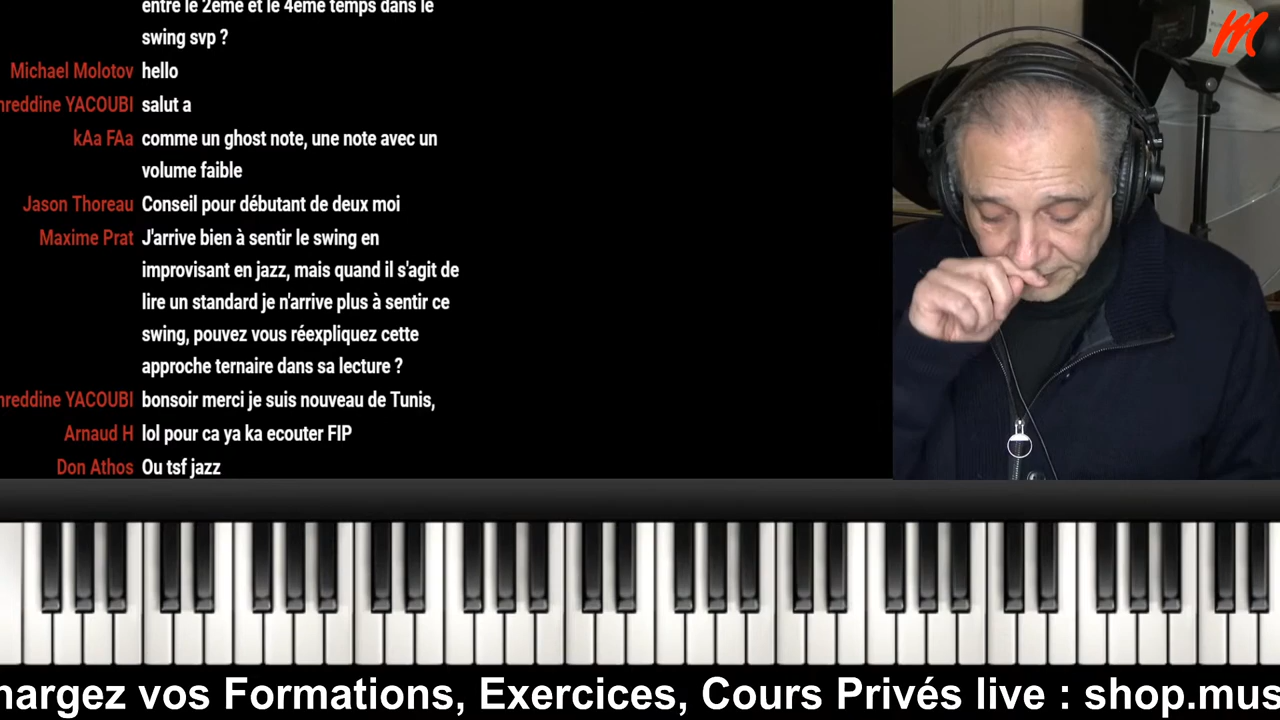 entre le 2ème et le 4ème temps dans le
swing svp ?
Michael Molotov hello
hreddine YACOUBI salut a
kAa FAa comme un ghost note, une note avec un
volume faible
Jason Thoreau Conseil pour débutant de deux moi
Maxime Prat J'arrive bien à sentir le swing en
improvisant en jazz, mais quand il s'agit de
lire un standard je n'arrive plus à sentir ce
swing, pouvez vous réexpliquez cette
approche ternaire dans sa lecture ?
hreddine YACOUBI bonsoir merci je suis nouveau de Tunis,
Arnaud H lol pour ca ya ka ecouter FIP
Don Athos Ou tsf jazz
M
hargez vos Formations, Exercices, Cours Privés live : shop.mus